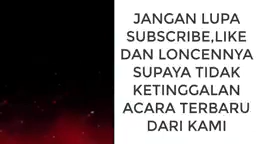 JANGAN LUPA
SUBSCRIBE,LIKE
DAN LONCENNYA
SUPAYA TIDAK
KETINGGALAN
ACARA TERBARU
DARI KAMI